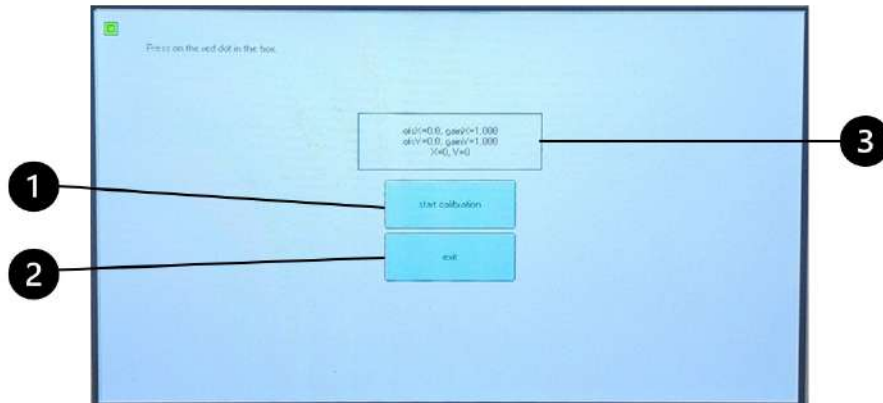 Press on the red dot in the box.
ofsX=0.0, gainX=1.000
ofsY=0.0, gainY=1.000
X=0, Y=0
3
1
start calibration
exit
2